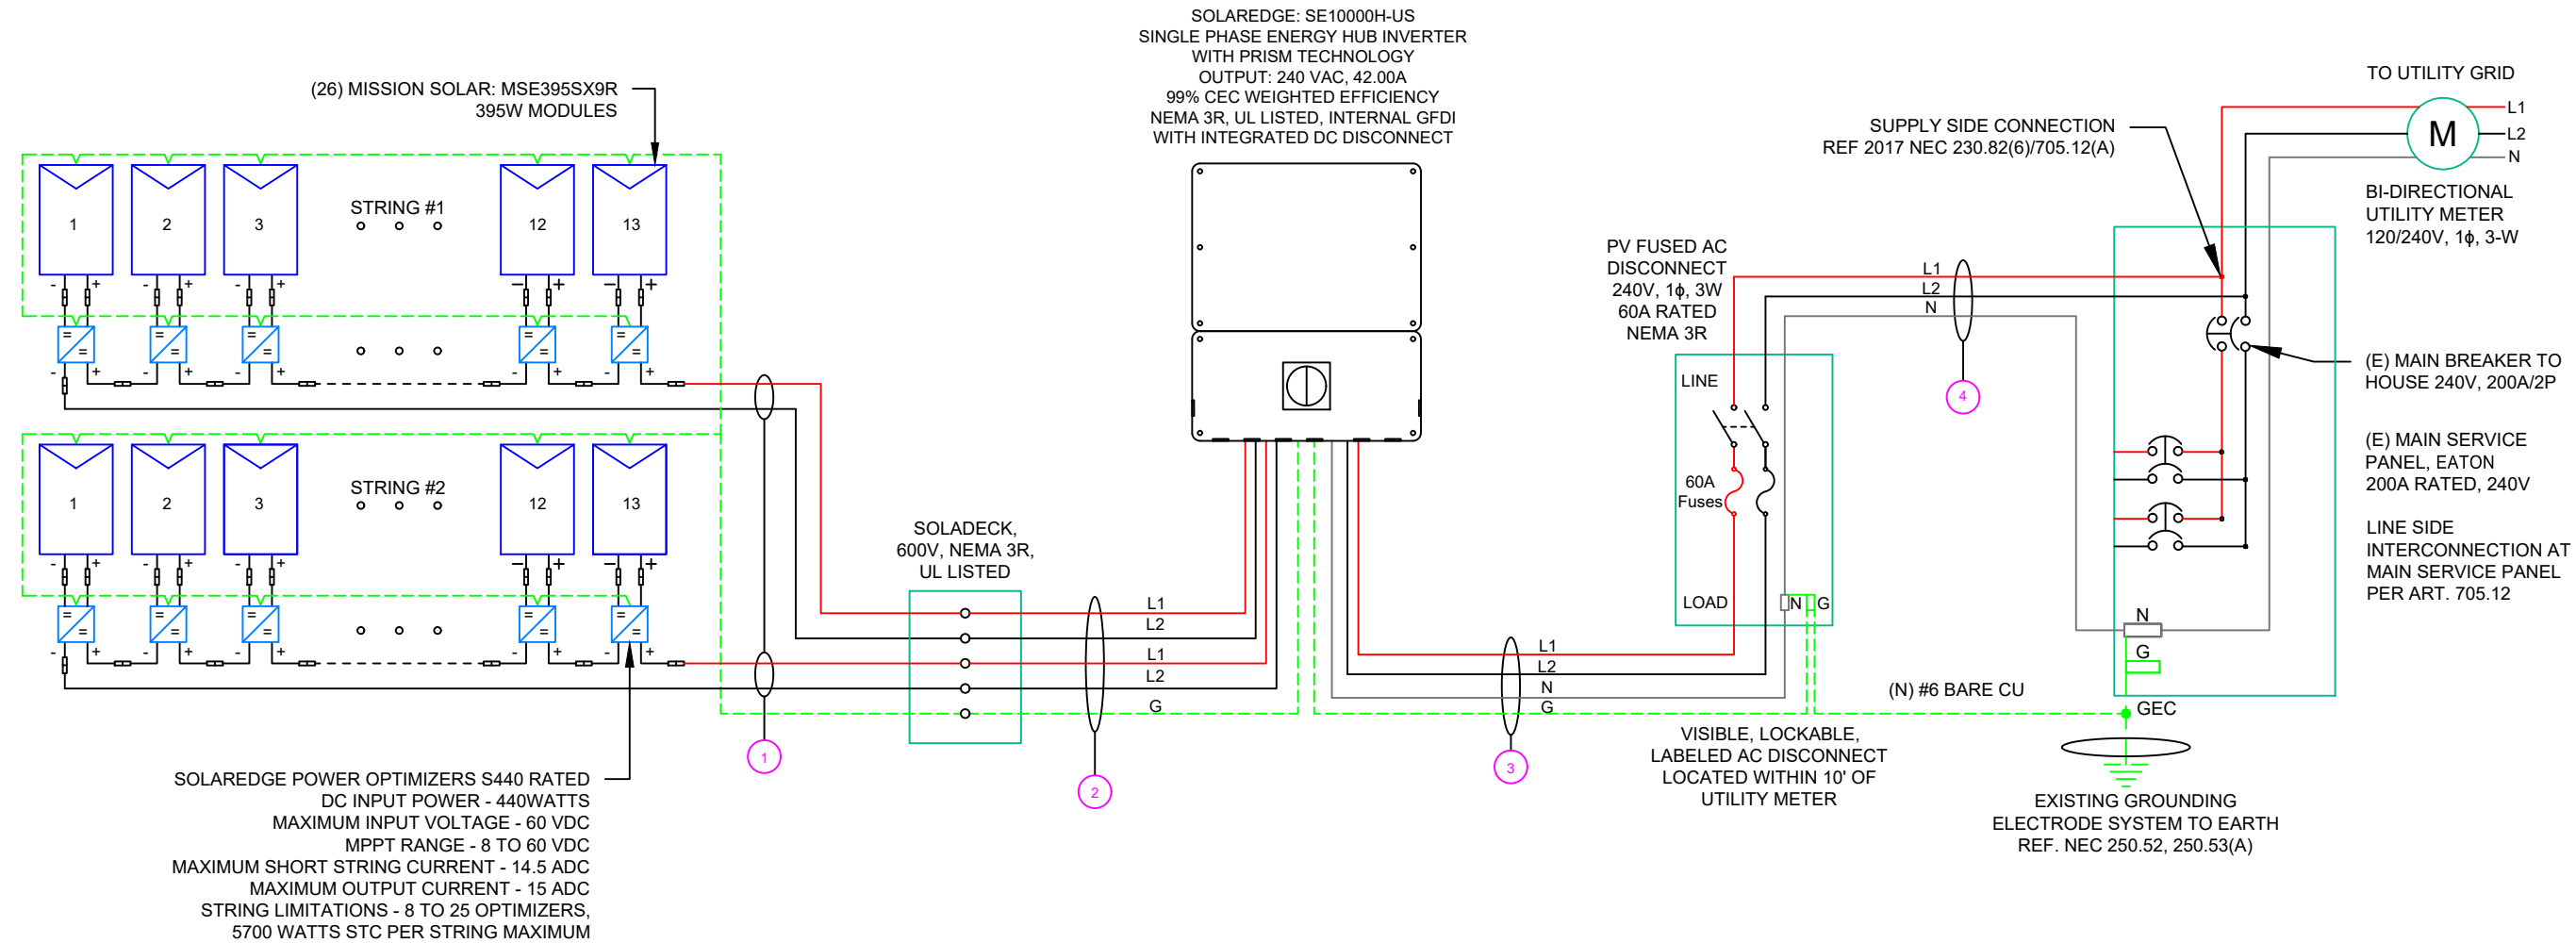 SOLAREDGE: SE10000H-US
SINGLE PHASE ENERGY HUB INVERTER
WITH PRISM TECHNOLOGY
OUTPUT: 240 VAC, 42.00A
99% CEC WEIGHTED EFFICIENCY
NEMA 3R, UL LISTED, INTERNAL GFDI
WITH INTEGRATED DC DISCONNECT
(26) MISSION SOLAR: MSE395SX9R
395W MODULES
STRING #1
1
2
3
12
13
- +
- +
- +
- +
- +
=
=
=
=
=
=
=
=
=
=
- +
- +
- +
- +
- +
STRING #2
1
2
3
12
13
- +
- +
- +
- +
- +
=
=
=
=
=
=
=
=
=
=
- +
- +
- +
- +
- +
1
SOLAREDGE POWER OPTIMIZERS S440 RATED
DC INPUT POWER - 440WATTS
MAXIMUM INPUT VOLTAGE - 60 VDC
MPPT RANGE - 8 TO 60 VDC
MAXIMUM SHORT STRING CURRENT - 14.5 ADC
MAXIMUM OUTPUT CURRENT - 15 ADC
STRING LIMITATIONS - 8 TO 25 OPTIMIZERS,
5700 WATTS STC PER STRING MAXIMUM
SOLADECK,
600V, NEMA 3R,
UL LISTED
L1
L2
L1
L2
G
2
L1
L2
N
G
3
PV FUSED AC
DISCONNECT
240V, 1ϕ, 3W
60A RATED
NEMA 3R
LINE
60A
Fuses
LOAD
N G
VISIBLE, LOCKABLE,
LABELED AC DISCONNECT
LOCATED WITHIN 10' OF
UTILITY METER
L1
L2
N
4
SUPPLY SIDE CONNECTION
REF 2017 NEC 230.82(6)/705.12(A)
TO UTILITY GRID
M
L1
L2
N
BI-DIRECTIONAL
UTILITY METER
120/240V, 1ϕ, 3-W
(E) MAIN BREAKER TO
HOUSE 240V, 200A/2P
(E) MAIN SERVICE
PANEL, EATON
200A RATED, 240V
LINE SIDE
INTERCONNECTION AT
MAIN SERVICE PANEL
PER ART. 705.12
N
G
(N) #6 BARE CU
GEC
EXISTING GROUNDING
ELECTRODE SYSTEM TO EARTH
REF. NEC 250.52, 250.53(A)